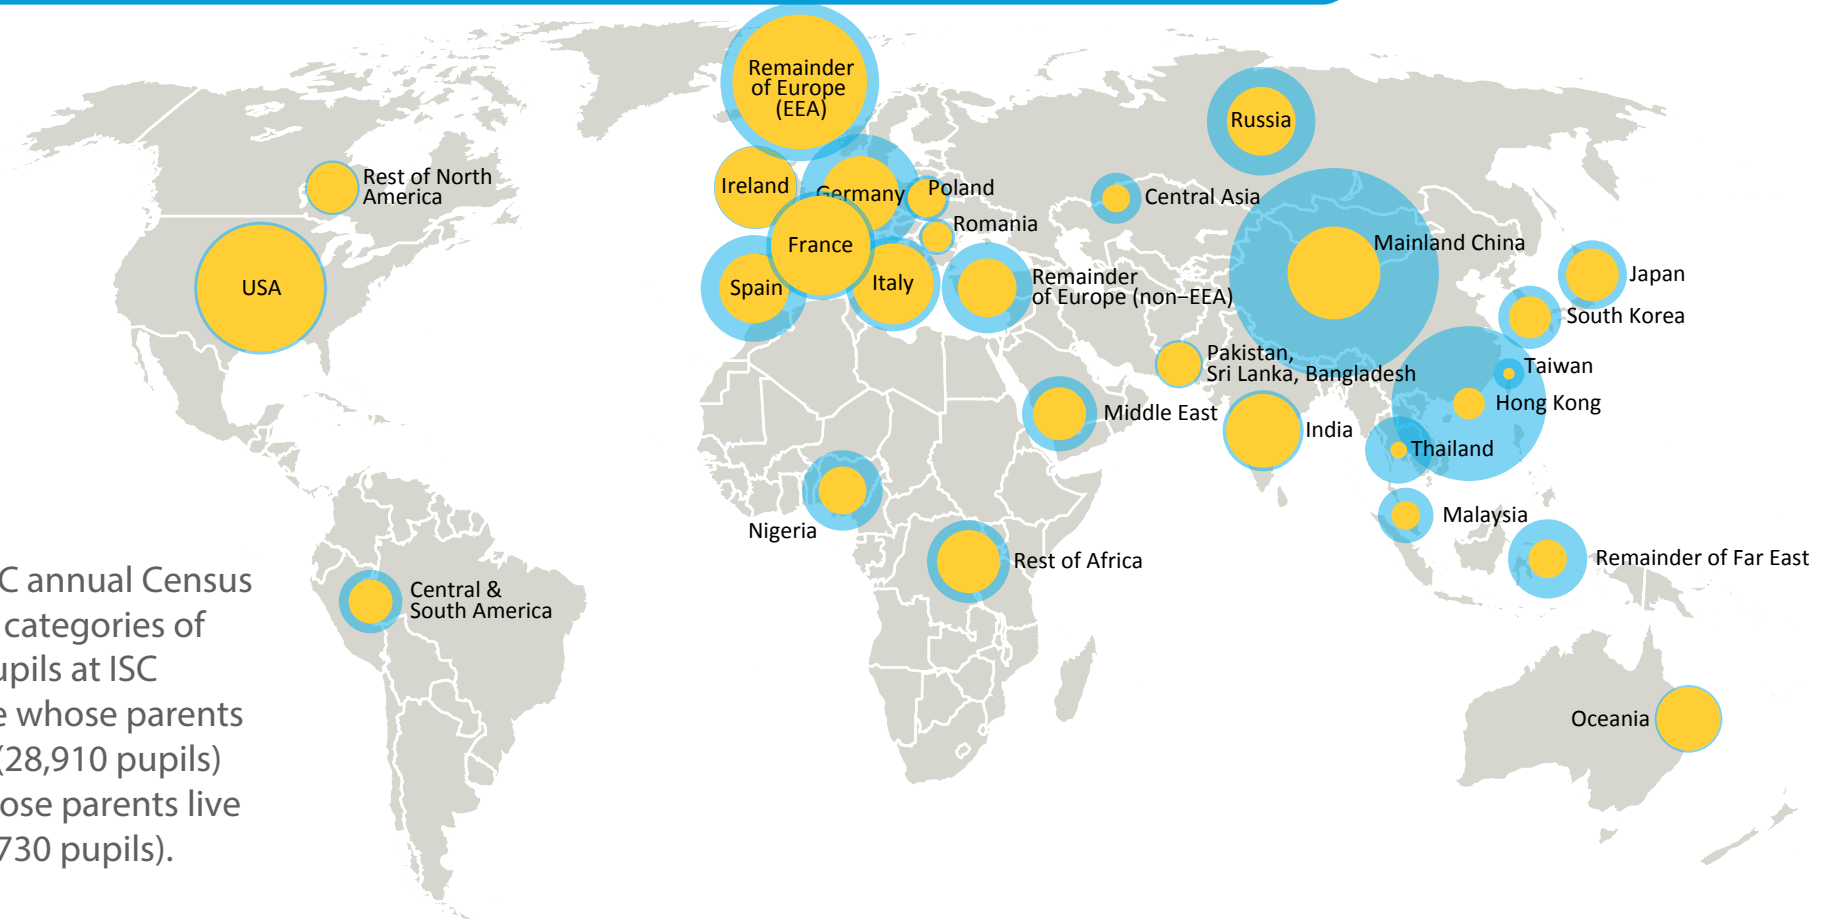 Remainder
of Europe
(EEA)
Russia
Rest of North
America
Ireland
Germany
Poland
Central Asia
Romania
France
Mainland China
USA
Spain
Italy
Remainder
of Europe (non–EEA)
Japan
South Korea
Pakistan,
Sri Lanka, Bangladesh
Taiwan
Hong Kong
Middle East
India
Thailand
Nigeria
Malaysia
Rest of Africa
Remainder of Far East
Central &
South America
Oceania
C annual Census
categories of
upils at ISC
e whose parents
(28,910 pupils)
ose parents live
730 pupils).